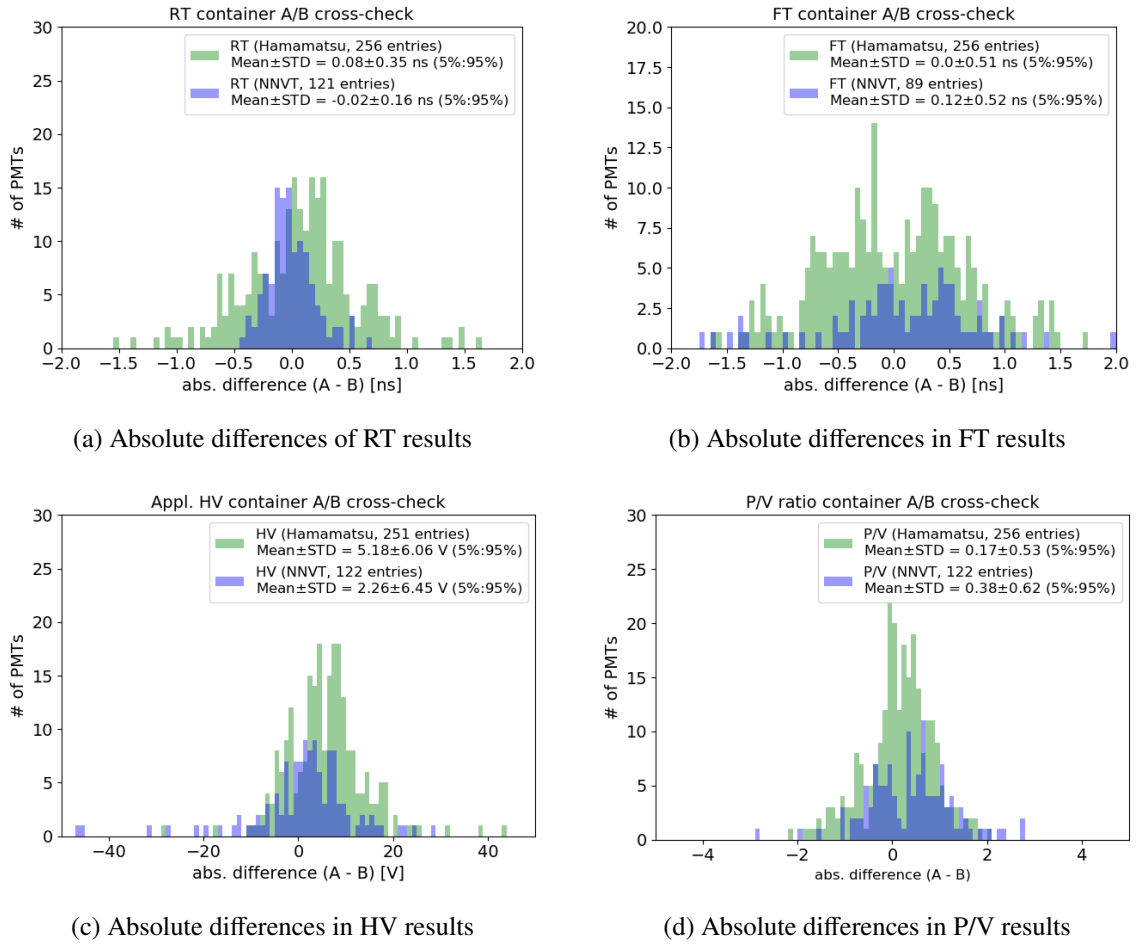 RT container A/B cross-check
30
25
20
15
10
5
0
# of PMTs
RT (Hamamatsu, 256 entries)
Mean±STD = 0.08±0.35 ns (5%:95%)
RT (NNVT, 121 entries)
Mean±STD = -0.02±0.16 ns (5%:95%)
−2.0 −1.5 −1.0 −0.5 0.0 0.5 1.0 1.5 2.0
abs. difference (A - B) [ns]
(a) Absolute differences of RT results
FT container A/B cross-check
20.0
17.5
15.0
12.5
10.0
7.5
5.0
2.5
0.0
# of PMTs
FT (Hamamatsu, 256 entries)
Mean±STD = 0.0±0.51 ns (5%:95%)
FT (NNVT, 89 entries)
Mean±STD = 0.12±0.52 ns (5%:95%)
−2.0 −1.5 −1.0 −0.5 0.0 0.5 1.0 1.5 2.0
abs. difference (A - B) [ns]
(b) Absolute differences in FT results
Appl. HV container A/B cross-check
30
25
20
15
10
5
0
# of PMTs
HV (Hamamatsu, 251 entries)
Mean±STD = 5.18±6.06 V (5%:95%)
HV (NNVT, 122 entries)
Mean±STD = 2.26±6.45 V (5%:95%)
−40 −20 0 20 40
abs. difference (A - B) [V]
(c) Absolute differences in HV results
P/V ratio container A/B cross-check
30
25
20
15
10
5
0
# of PMTs
P/V (Hamamatsu, 256 entries)
Mean±STD = 0.17±0.53 (5%:95%)
P/V (NNVT, 122 entries)
Mean±STD = 0.38±0.62 (5%:95%)
−4 −2 0 2 4
abs. difference (A - B)
(d) Absolute differences in P/V results